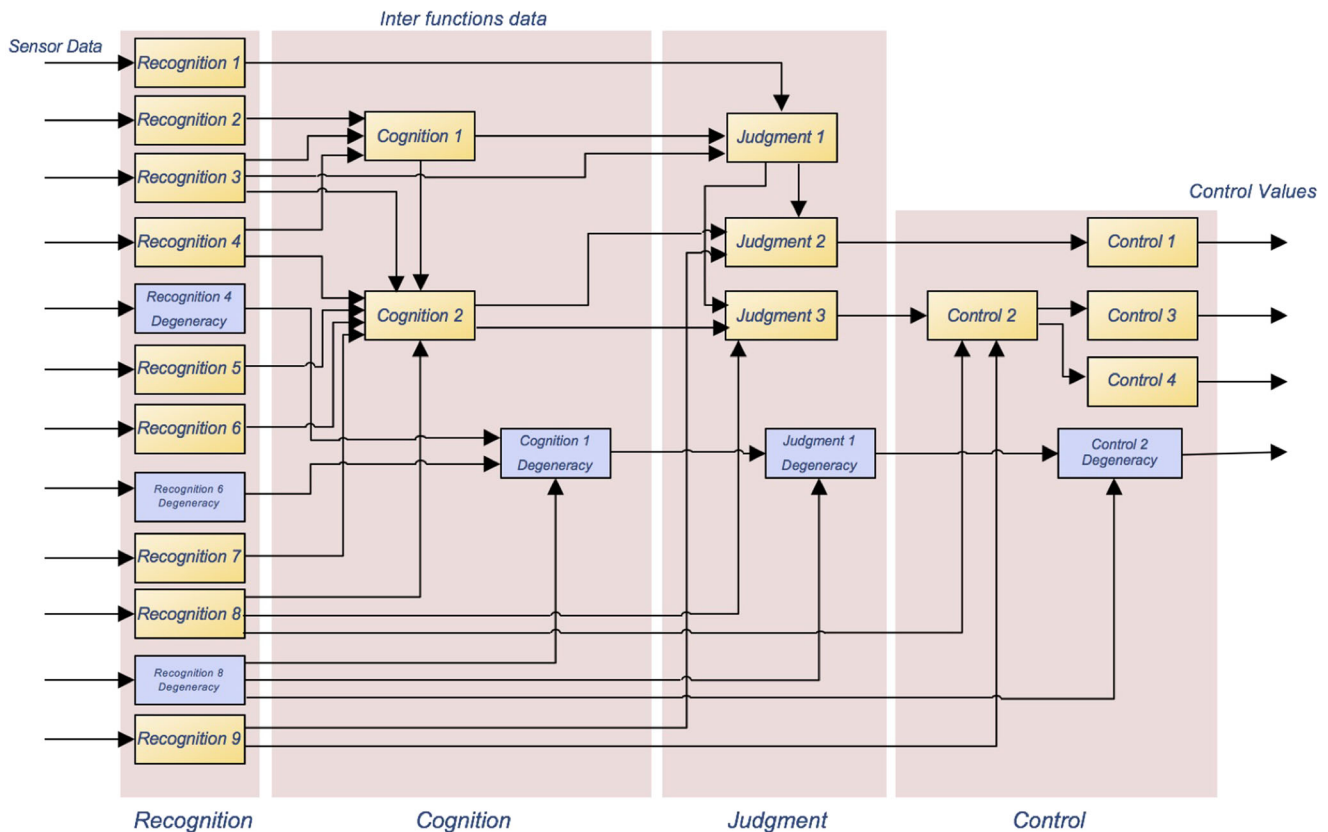 Inter functions data
Sensor Data
Recognition 1
Recognition 2
Cognition 1
Judgment 1
Recognition 3
Control Values
Recognition 4
Judgment 2
Control 1
Recognition 4
Degeneracy
Cognition 2
Judgment 3
Control 2
Control 3
Recognition 5
Control 4
Recognition 6
Cognition 1
Degeneracy
Judgment 1
Degeneracy
Control 2
Degeneracy
Recognition 6
Degeneracy
Recognition 7
Recognition 8
Recognition 8
Degeneracy
Recognition 9
Recognition
Cognition
Judgment
Control